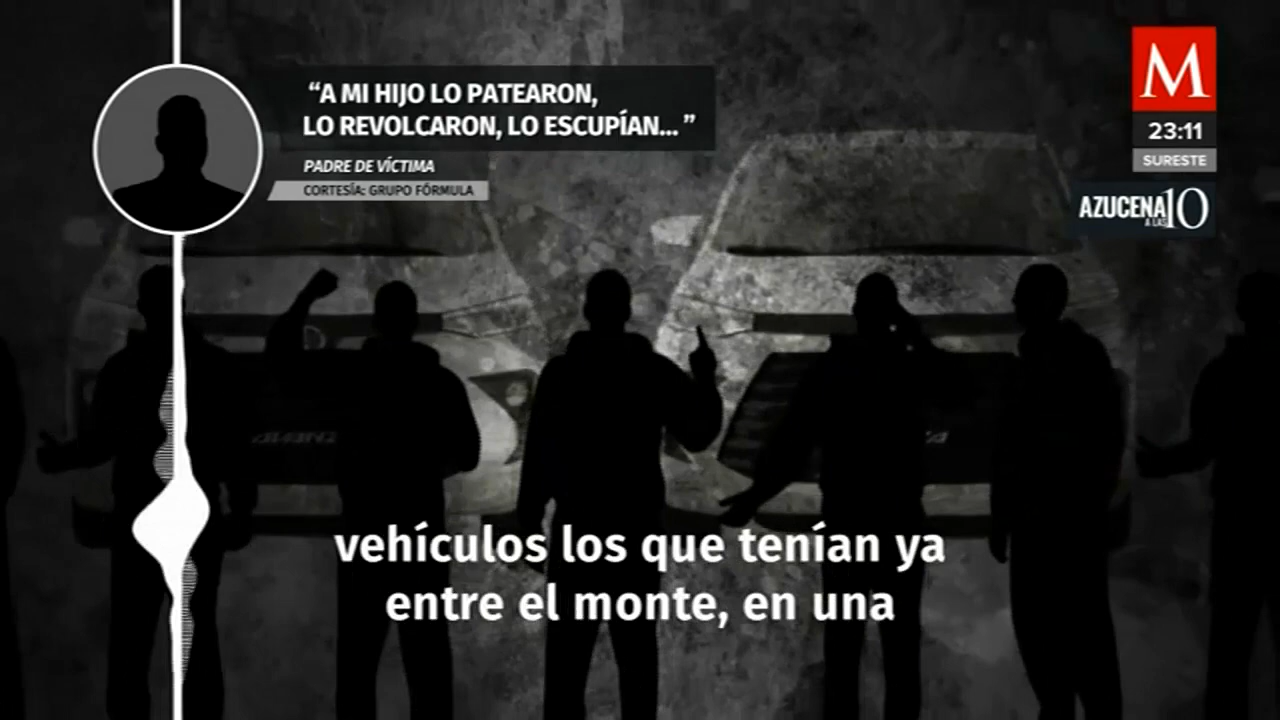 “A MI HIJO LO PATEARON,
LO REVOLCARON, LO ESCUPÍAN...”
PADRE DE VÍCTIMA
CORTESÍA: GRUPO FÓRMULA
M
23:11
SURESTE
AZUCENA A LAS 10
vehículos los que tenían ya
entre el monte, en una